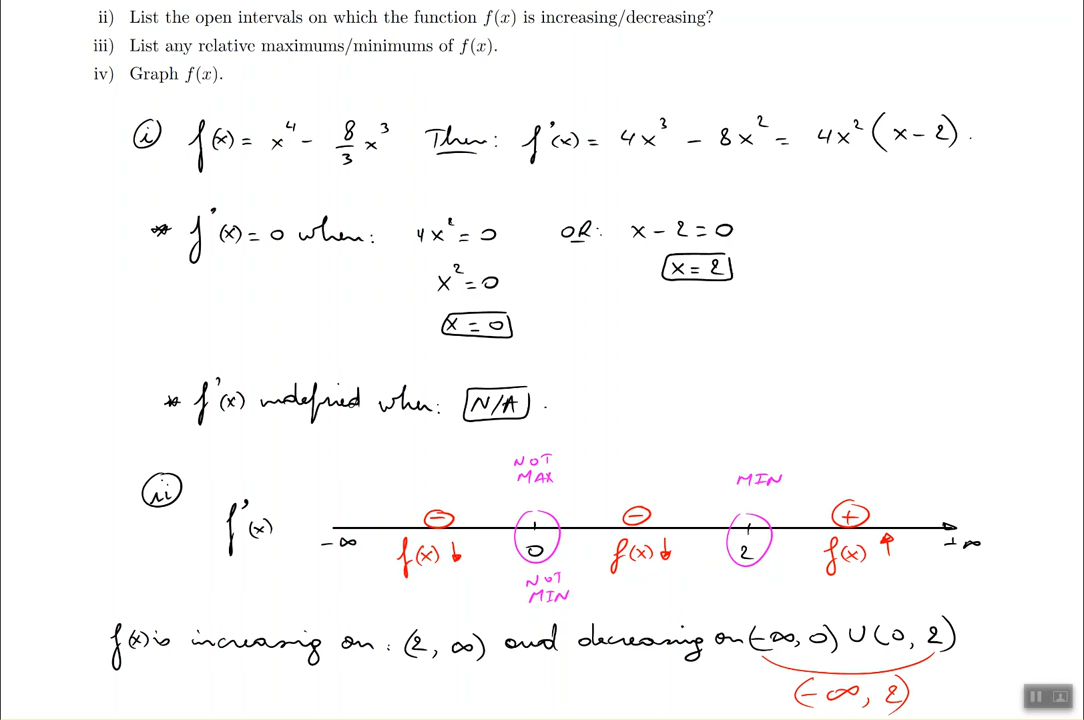 ii) List the open intervals on which the function f(x) is increasing/decreasing?
iii) List any relative maximums/minimums of f(x).
iv) Graph f(x).
(i) f(x) = x⁴ - 8/3 x³ Then: f'(x) = 4x³ - 8x² = 4x² (x - 2).
* f'(x) = 0 when: 4x² = 0 OR: x - 2 = 0
x² = 0 x = 2
x = 0
* f'(x) undefined when: N/A.
(ii)
NOT
MAX MIN
f'(x) - - +
-∞ f(x) ↓ 0 f(x) ↓ 2 f(x) ↑ +∞
NOT
MIN
f(x) is increasing on: (2, ∞) and decreasing on (-∞, 0) ∪ (0, 2)
(-∞, 2)